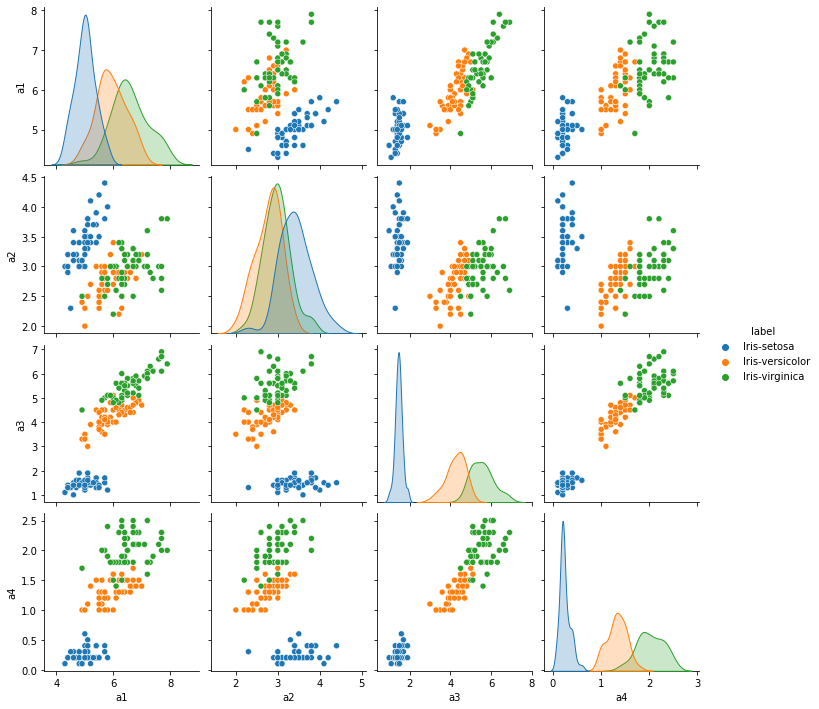 8
7
6
5
a1
4.5
4.0
3.5
3.0
2.5
2.0
a2
label
Iris-setosa
Iris-versicolor
Iris-virginica
7
6
5
4
3
2
1
a3
2.5
2.0
1.5
1.0
0.5
0.0
a4
4 6 8
2 3 4 5
4 6 8
0 1 2 3
a1
a2
a3
a4